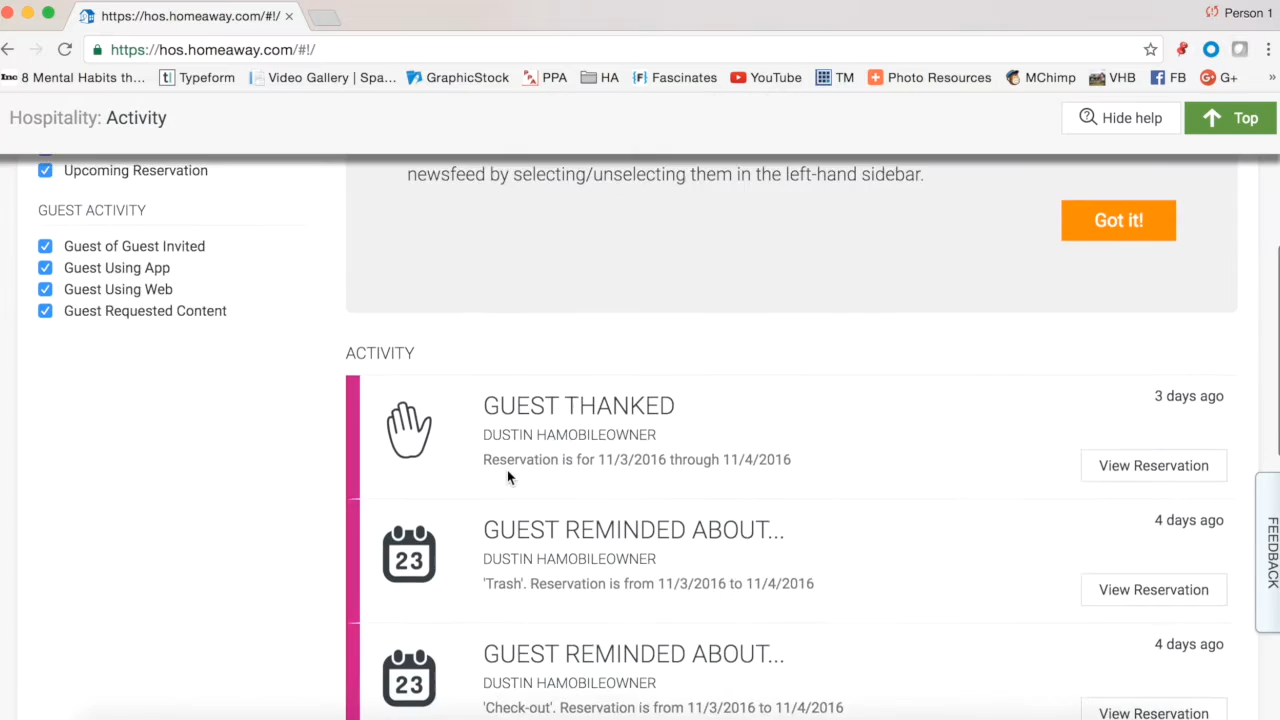 https://hos.homeaway.com/#!/ ×
Person 1
https://hos.homeaway.com/#!/
Inc 8 Mental Habits th... t| Typeform Video Gallery | Spa... GraphicStock PPA HA {F} Fascinates YouTube TM Photo Resources MChimp VHB FB G+ »
Hospitality: Activity
Hide help
Top
Upcoming Reservation
GUEST ACTIVITY
Guest of Guest Invited
Guest Using App
Guest Using Web
Guest Requested Content
newsfeed by selecting/unselecting them in the left-hand sidebar.
Got it!
ACTIVITY
GUEST THANKED
3 days ago
DUSTIN HAMOBILEOWNER
Reservation is for 11/3/2016 through 11/4/2016
View Reservation
23
GUEST REMINDED ABOUT...
4 days ago
DUSTIN HAMOBILEOWNER
'Trash'. Reservation is from 11/3/2016 to 11/4/2016
View Reservation
23
GUEST REMINDED ABOUT...
4 days ago
DUSTIN HAMOBILEOWNER
'Check-out'. Reservation is from 11/3/2016 to 11/4/2016
View Reservation
FEEDBACK